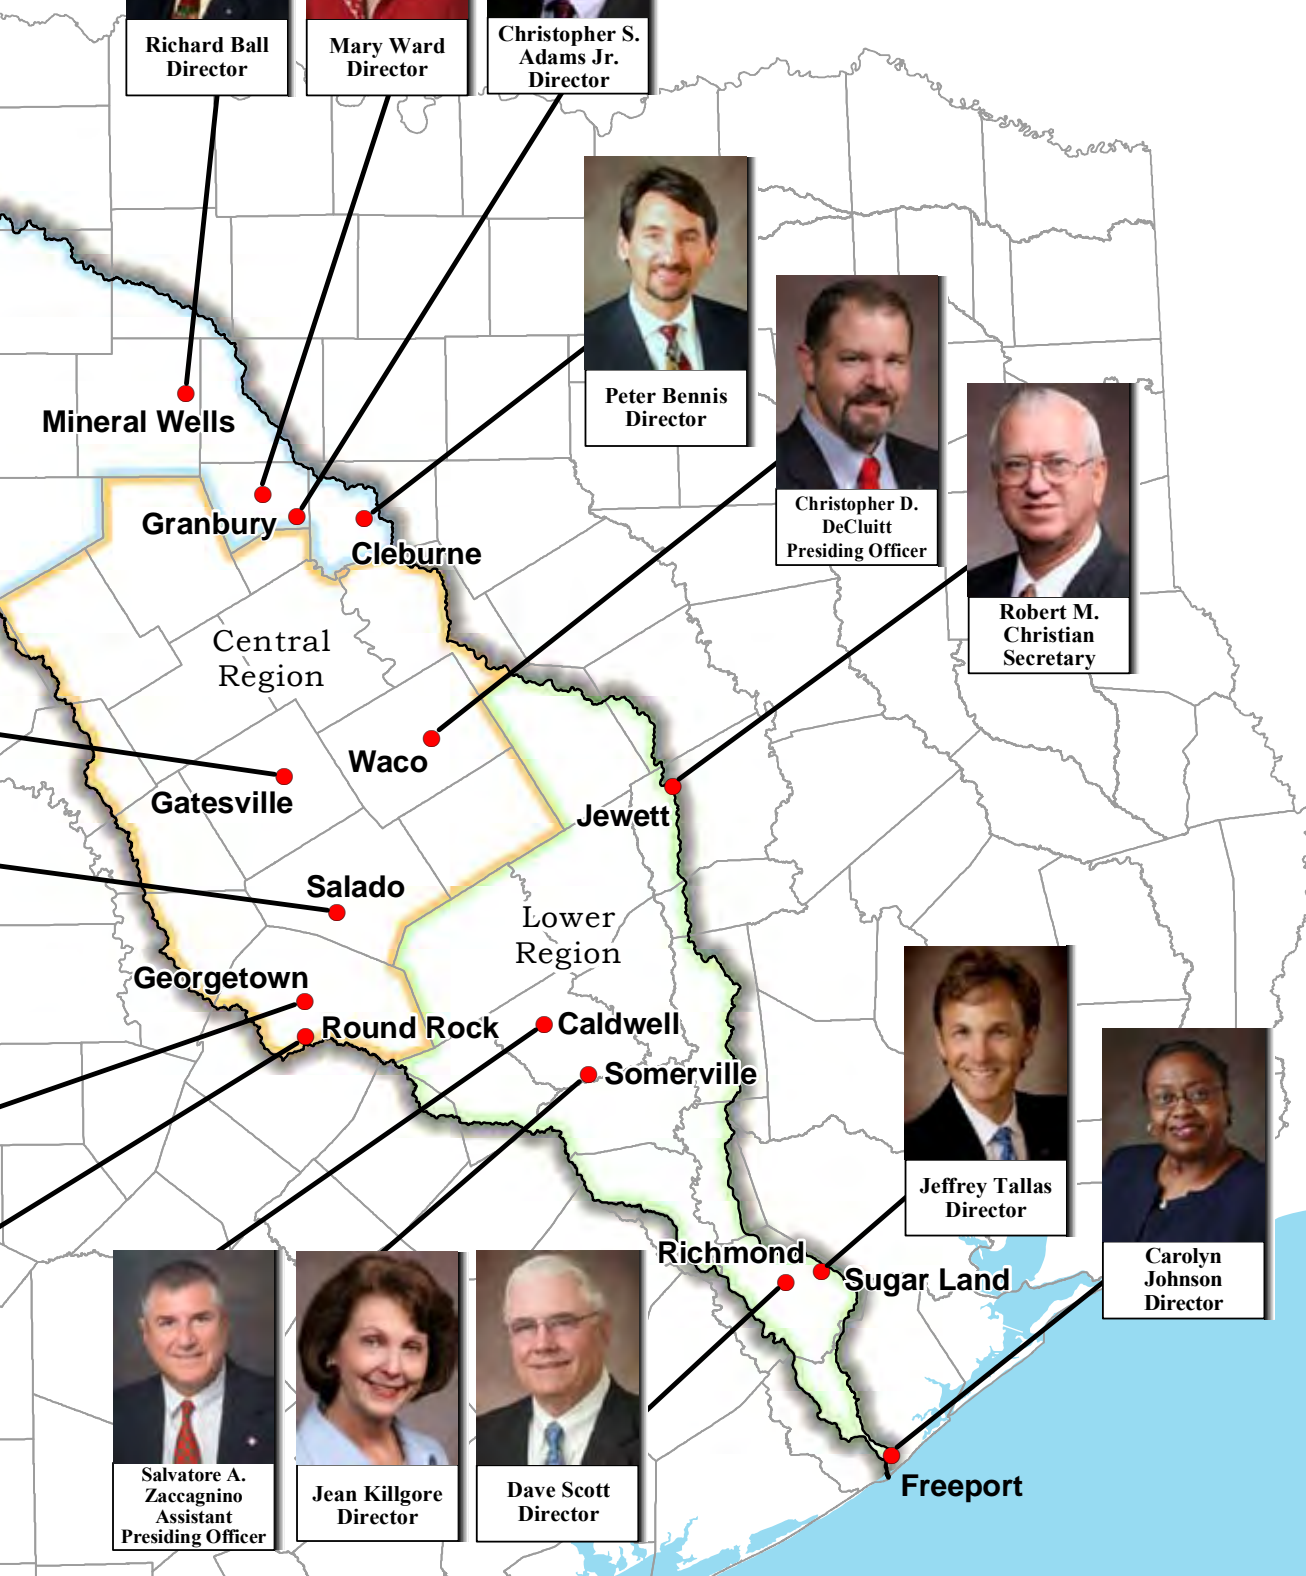 Richard Ball
Director
Mary Ward
Director
Christopher S.
Adams Jr.
Director
Peter Bennis
Director
Christopher D.
DeCluitt
Presiding Officer
Robert M.
Christian
Secretary
Mineral Wells
Granbury
Cleburne
Central
Region
Waco
Gatesville
Jewett
Salado
Lower
Region
Georgetown
Round Rock
Caldwell
Somerville
Jeffrey Tallas
Director
Carolyn
Johnson
Director
Richmond
Sugar Land
Freeport
Salvatore A.
Zaccagnino
Assistant
Presiding Officer
Jean Killgore
Director
Dave Scott
Director